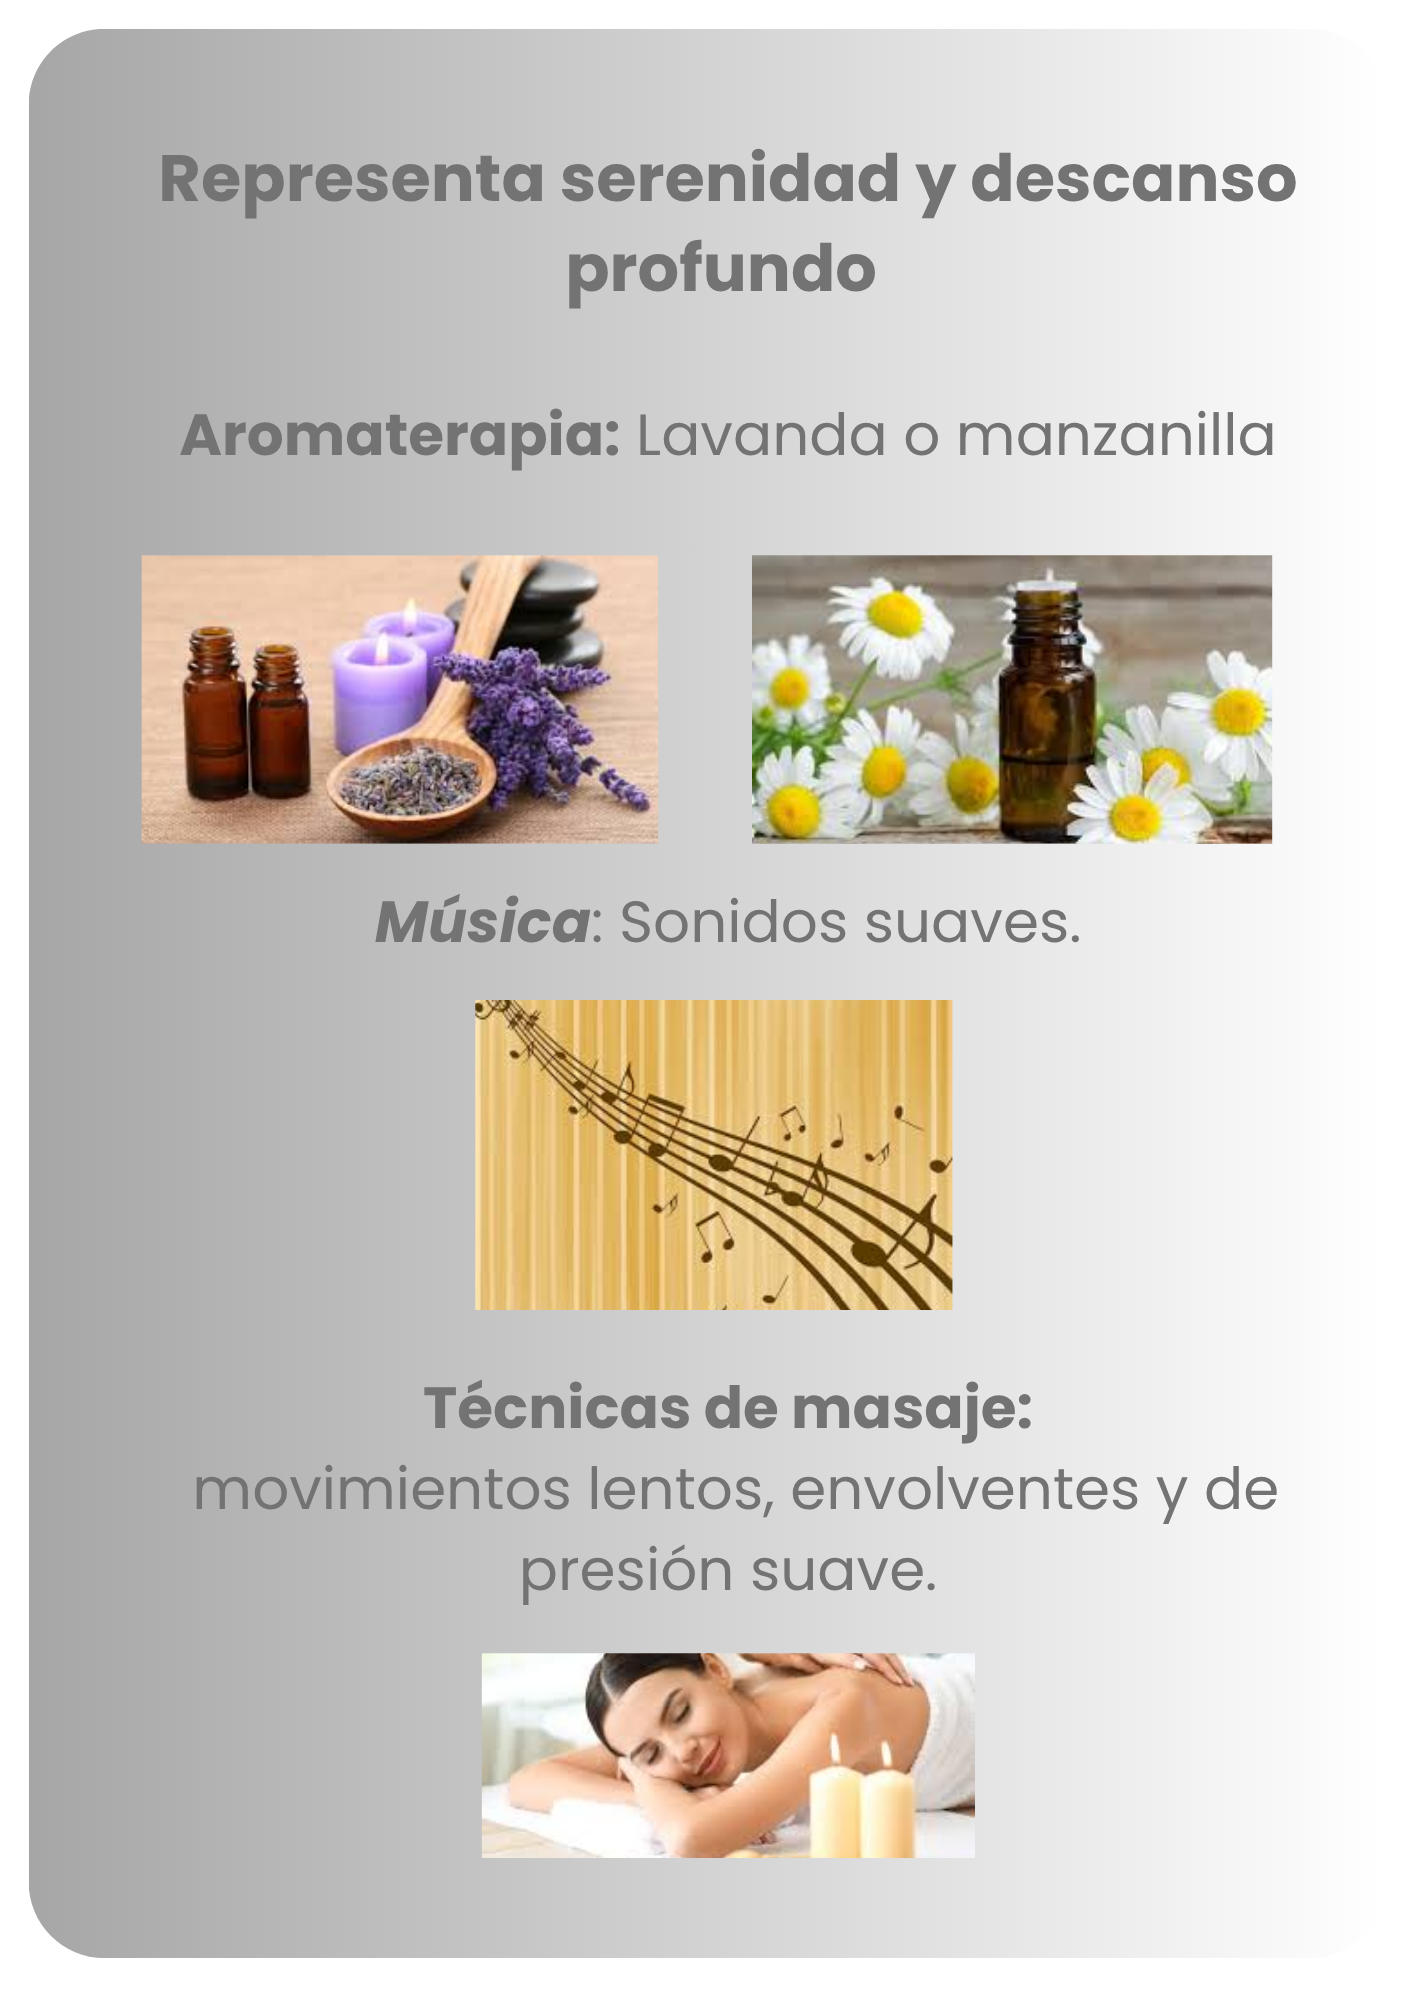 Representa serenidad y descanso
profundo
Aromaterapia: Lavanda o manzanilla
Música: Sonidos suaves.
Técnicas de masaje:
movimientos lentos, envolventes y de
presión suave.